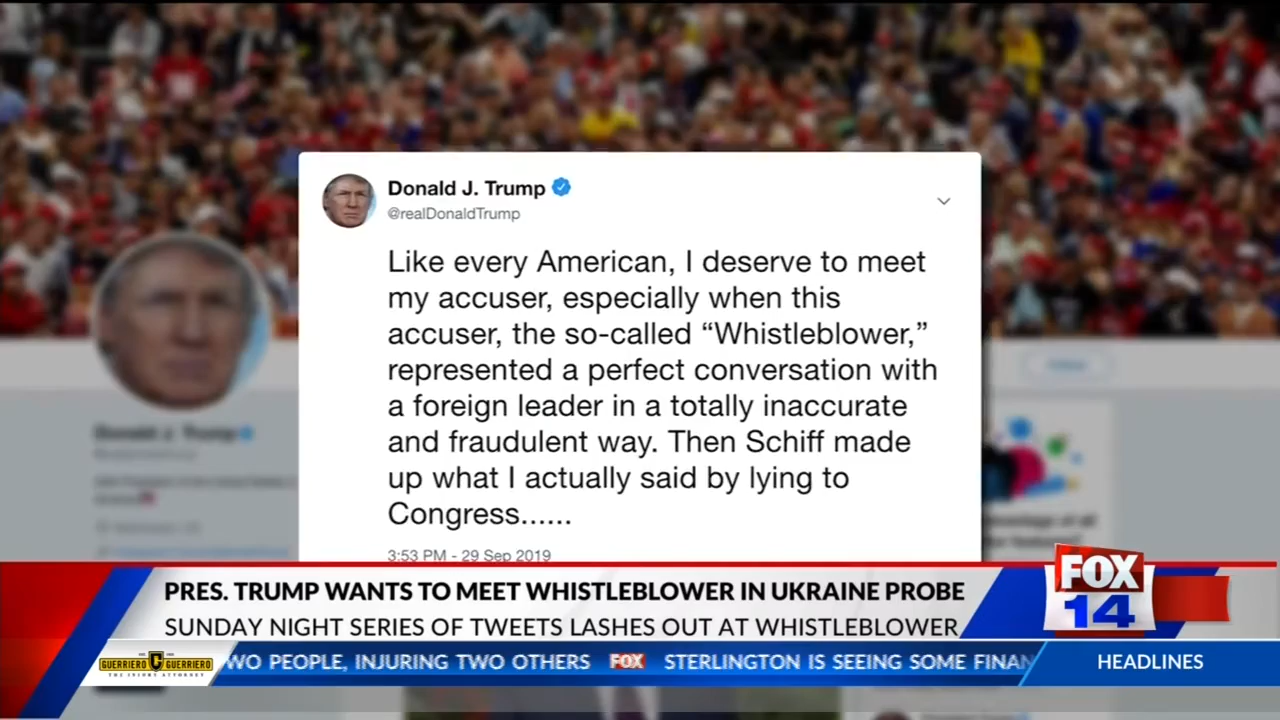 Donald J. Trump
@realDonaldTrump
Like every American, I deserve to meet
my accuser, especially when this
accuser, the so-called “Whistleblower,”
represented a perfect conversation with
a foreign leader in a totally inaccurate
and fraudulent way. Then Schiff made
up what I actually said by lying to
Congress......
3:53 PM - 29 Sep 2019
Donald J. Trump
PRES. TRUMP WANTS TO MEET WHISTLEBLOWER IN UKRAINE PROBE
SUNDAY NIGHT SERIES OF TWEETS LASHES OUT AT WHISTLEBLOWER
FOX
14
GUERRIERO GUERRIERO
THE INJURY ATTORNEY
WO PEOPLE, INJURING TWO OTHERS FOX STERLINGTON IS SEEING SOME FINAN
HEADLINES